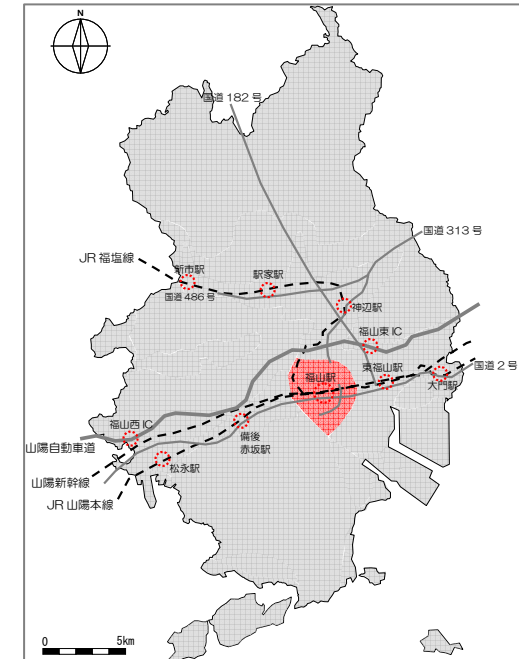 N
国道 182 号
国道 313 号
JR 福塩線
新市駅
駅家駅
国道 486 号
神辺駅
福山東 IC
東福山駅
国道 2 号
福山駅
大門駅
福山西 IC
備後
赤坂駅
山陽自動車道
松永駅
山陽新幹線
JR 山陽本線
0
5km